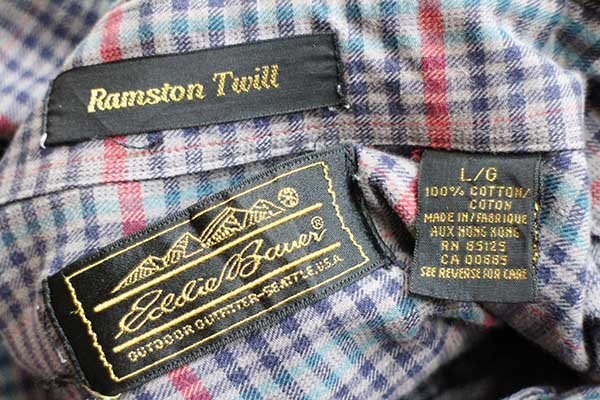 Ramston Twill
Eddie Bauer®
OUTDOOR OUTFITTER-SEATTLE,U.S.A.
L/G
100% COTTON/
COTON
MADE IN/FABRIQUE
AUX HONG KONG
RN 65125
CA 00885
SEE REVERSE FOR CARE